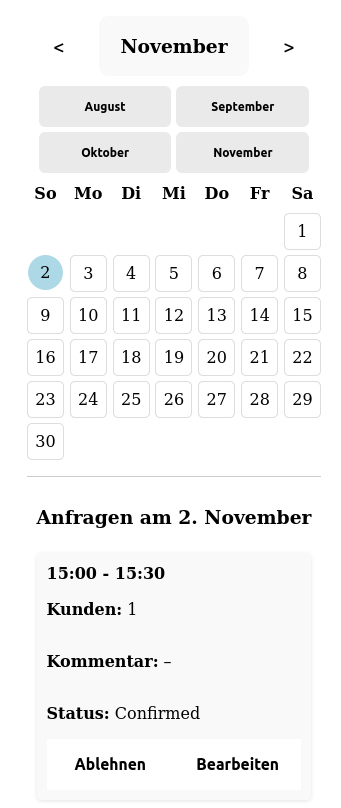 < November >
August September
Oktober November
So Mo Di Mi Do Fr Sa
1
2 3 4 5 6 7 8
9 10 11 12 13 14 15
16 17 18 19 20 21 22
23 24 25 26 27 28 29
30
Anfragen am 2. November
15:00 - 15:30
Kunden: 1
Kommentar: –
Status: Confirmed
Ablehnen Bearbeiten